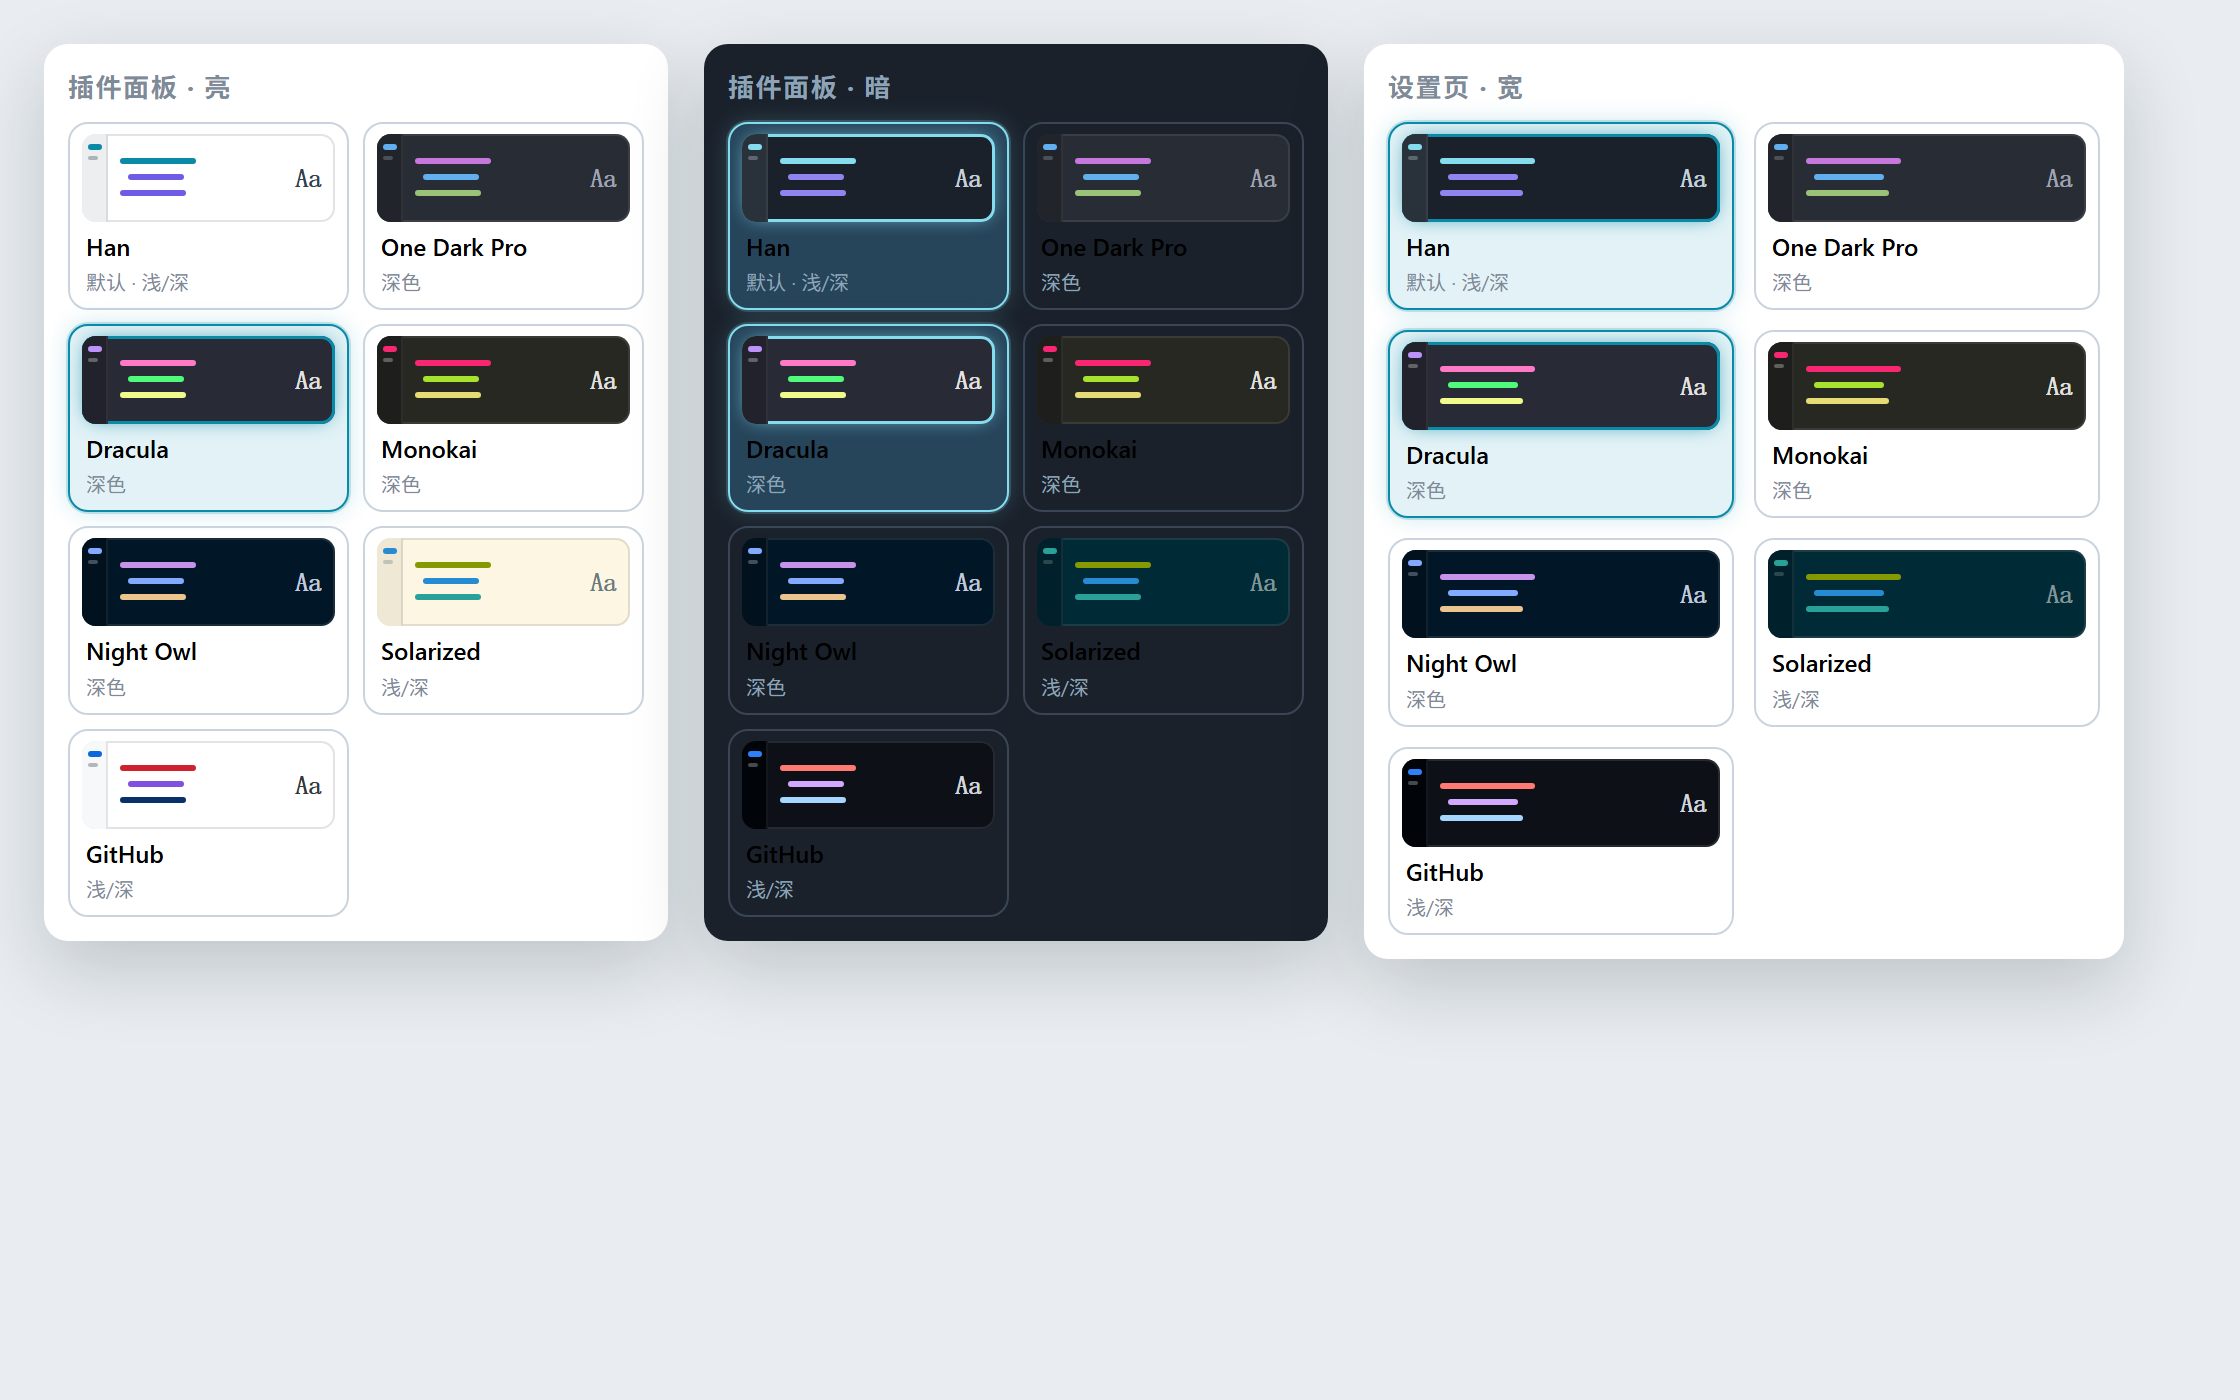 插件面板 · 亮
Aa
Han
默认 · 浅/深
Aa
One Dark Pro
深色
Aa
Dracula
深色
Aa
Monokai
深色
Aa
Night Owl
深色
Aa
Solarized
浅/深
Aa
GitHub
浅/深
插件面板 · 暗
Aa
Han
默认 · 浅/深
Aa
One Dark Pro
深色
Aa
Dracula
深色
Aa
Monokai
深色
Aa
Night Owl
深色
Aa
Solarized
浅/深
Aa
GitHub
浅/深
设置页 · 宽
Aa
Han
默认 · 浅/深
Aa
One Dark Pro
深色
Aa
Dracula
深色
Aa
Monokai
深色
Aa
Night Owl
深色
Aa
Solarized
浅/深
Aa
GitHub
浅/深